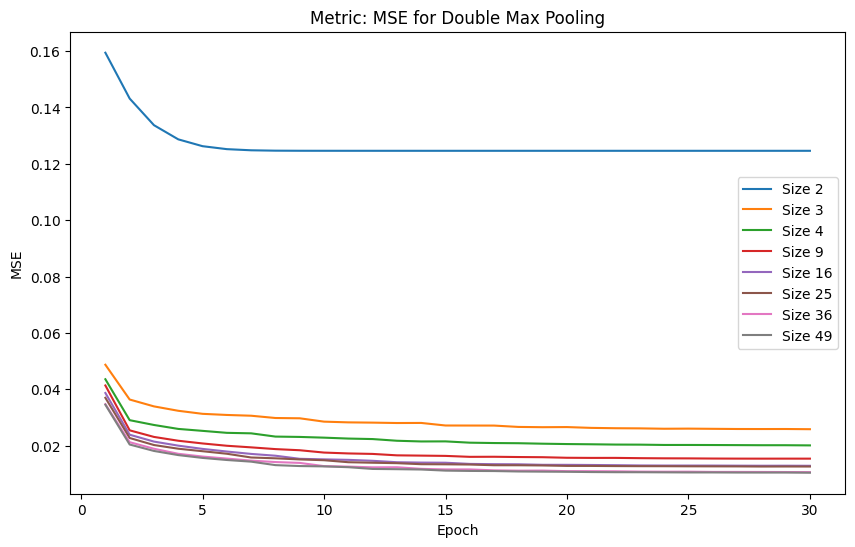 Metric: MSE for Double Max Pooling
MSE
0.16
0.14
0.12
0.10
0.08
0.06
0.04
0.02
Size 2
Size 3
Size 4
Size 9
Size 16
Size 25
Size 36
Size 49
0 5 10 15 20 25 30
Epoch